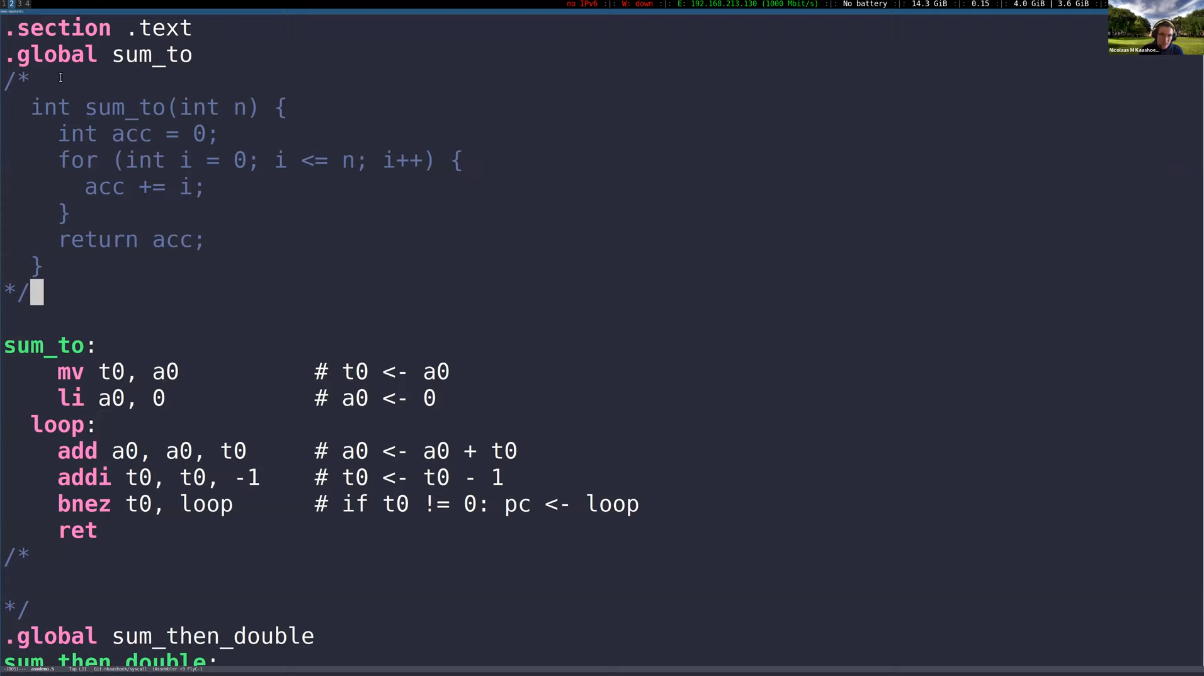 1 2 3 4
no IPv6 :|: W: down :|: E: 192.168.213.130 (1000 Mbit/s) :|: No battery :|: 14.3 GiB :|: 0.15 :|: 4.0 GiB | 3.6 GiB
.section .text
.global sum_to
/*
  int sum_to(int n) {
    int acc = 0;
    for (int i = 0; i <= n; i++) {
      acc += i;
    }
    return acc;
  }
*/
sum_to:
    mv t0, a0          # t0 <- a0
    li a0, 0           # a0 <- 0
  loop:
    add a0, a0, t0     # a0 <- a0 + t0
    addi t0, t0, -1    # t0 <- t0 - 1
    bnez t0, loop      # if t0 != 0: pc <- loop
    ret
/*
*/
.global sum_then_double
sum_then_double:
Nicolaas M Kaashoe...